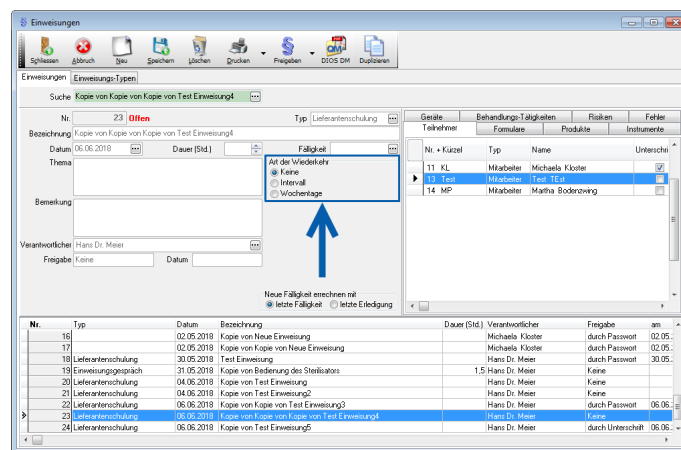 Einweisungen
Schliessen Abbruch Neu Speichern Löschen Drucken Freigeben DIOS DM Duplizieren
Einweisungen Einweisungs-Typen
Suche Kopie von Kopie von Kopie von Test Einweisung4
Nr. 23 Offen Typ Lieferantenschulung
Bezeichnung Kopie von Kopie von Kopie von Test Einweisung4
Datum 06.06.2018 Dauer (Std.) Fälligkeit
Thema
Art der Wiederkehr
Keine
Intervall
Wochentage
Bemerkung
Verantwortlicher Hans Dr. Meier
Freigabe Keine Datum
Neue Fälligkeit errechnen mit
letzte Fälligkeit letzte Erledigung
Geräte Behandlungs-Tätigkeiten Risiken Fehler
Teilnehmer Formulare Produkte Instrumente
Nr. + Kürzel Typ Name Unterschri
11 KL Mitarbeiter Michaela Kloster
13 Test Mitarbeiter Test TEst
14 MP Mitarbeiter Martha Bodenzwing
Nr. Typ Datum Bezeichnung Dauer (Std.) Verantwortlicher Freigabe am
16 02.05.2018 Kopie von Neue Einweisung Michaela Kloster durch Passwort 02.05.
17 02.05.2018 Kopie von Kopie von Neue Einweisung Michaela Kloster durch Passwort 02.05.
18 Lieferantenschulung 30.05.2018 Test Einweisung Hans Dr. Meier durch Passwort 30.05.
19 Einweisungsgespräch 31.05.2018 Kopie von Bedienung des Sterilisators 1,5 Hans Dr. Meier Keine
20 Lieferantenschulung 04.06.2018 Kopie von Test Einweisung Hans Dr. Meier Keine
21 Lieferantenschulung 04.06.2018 Kopie von Test Einweisung2 Hans Dr. Meier Keine
22 Lieferantenschulung 06.06.2018 Kopie von Kopie von Test Einweisung3 Hans Dr. Meier durch Passwort 06.06.
23 Lieferantenschulung 06.06.2018 Kopie von Kopie von Kopie von Test Einweisung4 Hans Dr. Meier Keine
24 Lieferantenschulung 06.06.2018 Kopie von Test Einweisung5 Hans Dr. Meier durch Unterschrift 06.06.